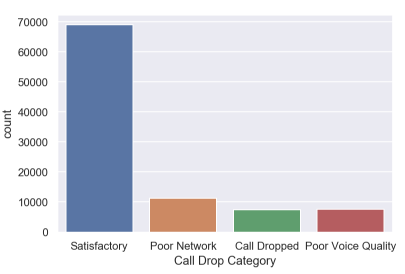 70000
60000
50000
40000
30000
20000
10000
0
count
Satisfactory Poor Network Call Dropped Poor Voice Quality
Call Drop Category